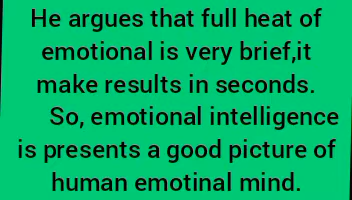 He argues that full heat of
emotional is very brief,it
make results in seconds.
So, emotional intelligence
is presents a good picture of
human emotinal mind.